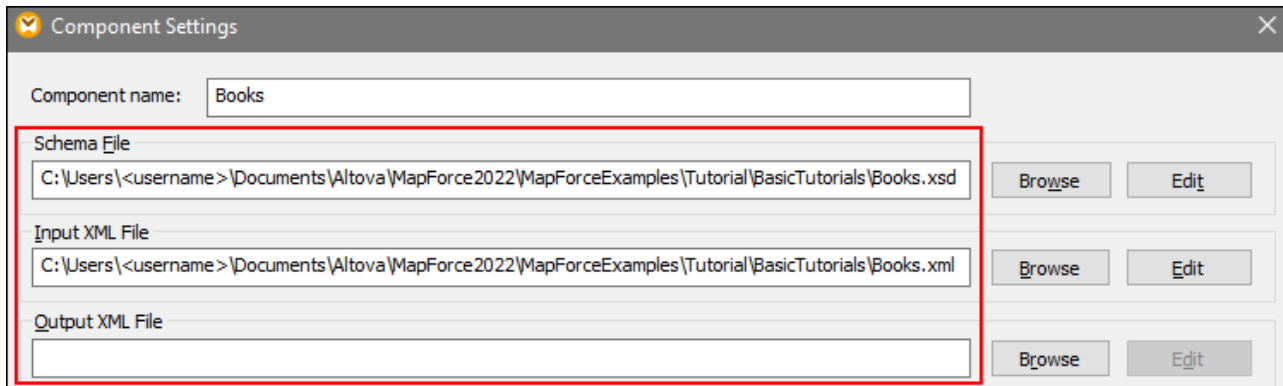 Component Settings
Component name: Books
Schema File
C:\Users\<username>\Documents\Altova\MapForce2022\MapForceExamples\Tutorial\BasicTutorials\Books.xsd Browse Edit
Input XML File
C:\Users\<username>\Documents\Altova\MapForce2022\MapForceExamples\Tutorial\BasicTutorials\Books.xml Browse Edit
Output XML File
Browse Edit